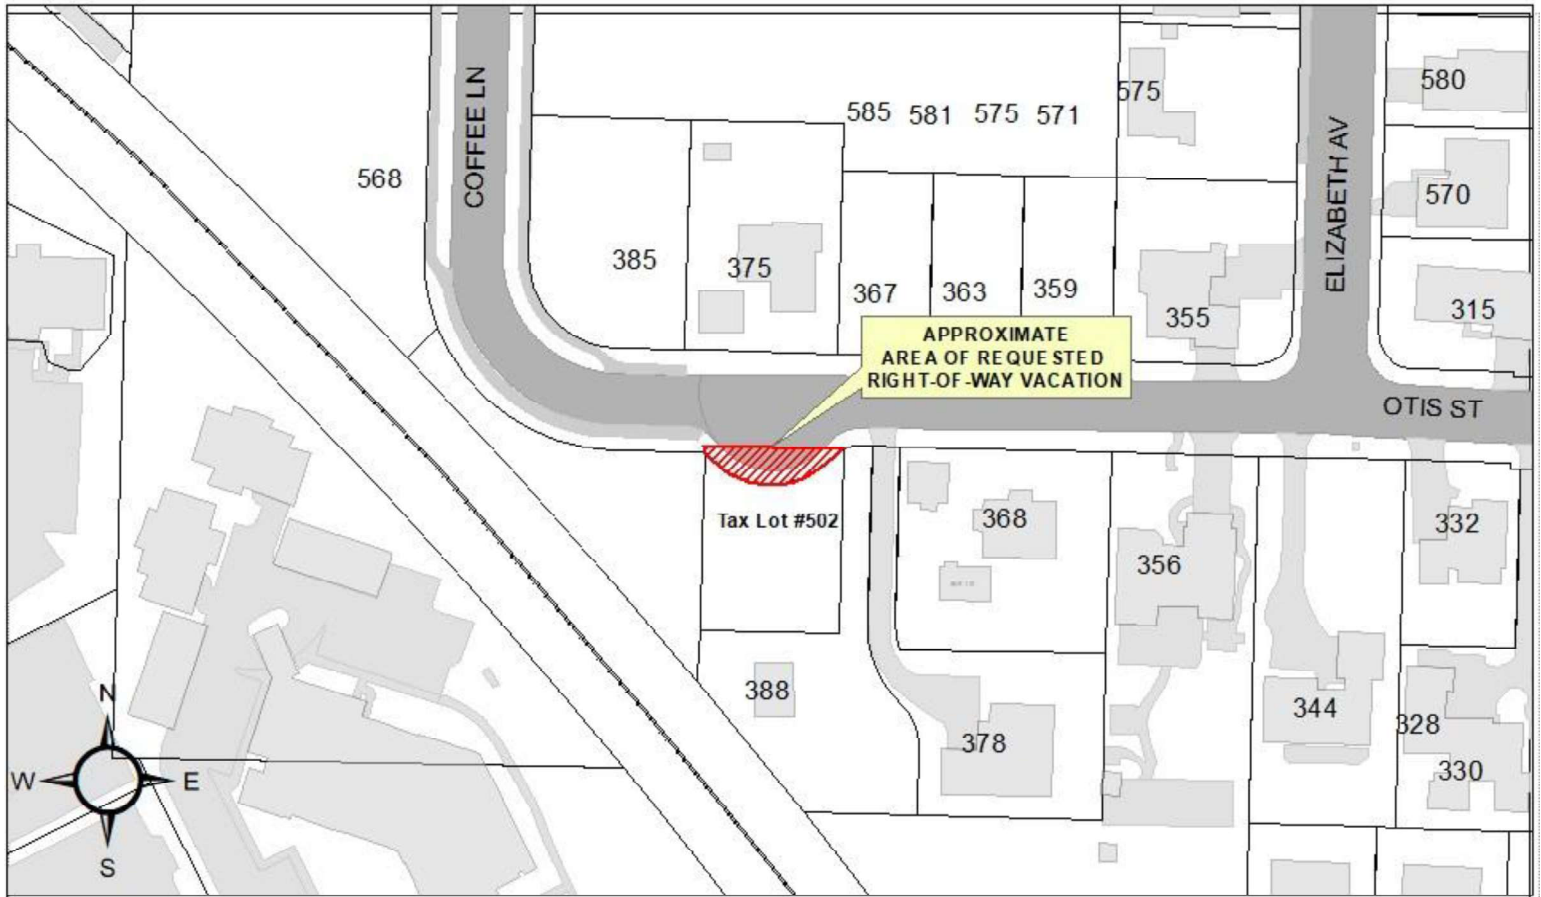 COFFEE LN
ELIZABETH AV
575
580
585 581 575 571
568
570
385
375
367
363
359
355
315
APPROXIMATE
AREA OF REQUESTED
RIGHT-OF-WAY VACATION
OTIS ST
Tax Lot #502
368
332
356
388
378
344
328
330
N
W
E
S